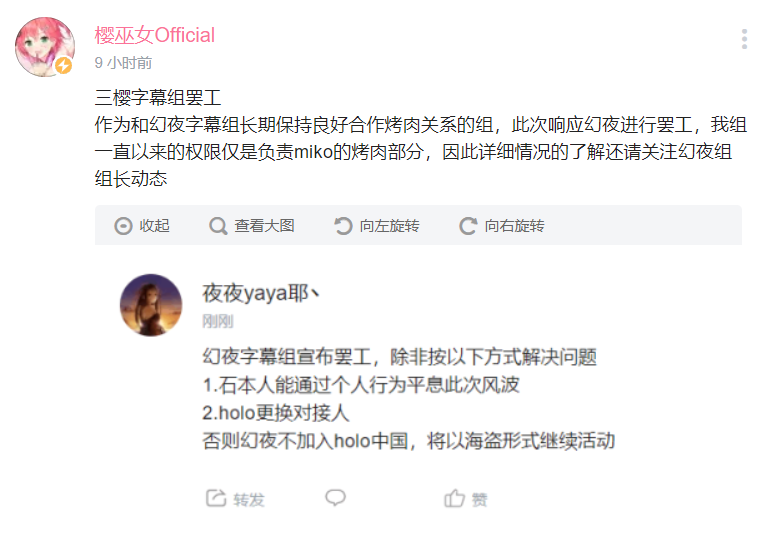 樱巫女Official
9 小时前
三樱字幕组罢工
作为和幻夜字幕组长期保持良好合作烤肉关系的组，此次响应幻夜进行罢工，我组
一直以来的权限仅是负责miko的烤肉部分，因此详细情况的了解还请关注幻夜组
组长动态
收起 查看大图 向左旋转 向右旋转
夜夜yaya耶丶
刚刚
幻夜字幕组宣布罢工，除非按以下方式解决问题
1.石本人能通过个人行为平息此次风波
2.holo更换对接人
否则幻夜不加入holo中国，将以海盗形式继续活动
转发 赞